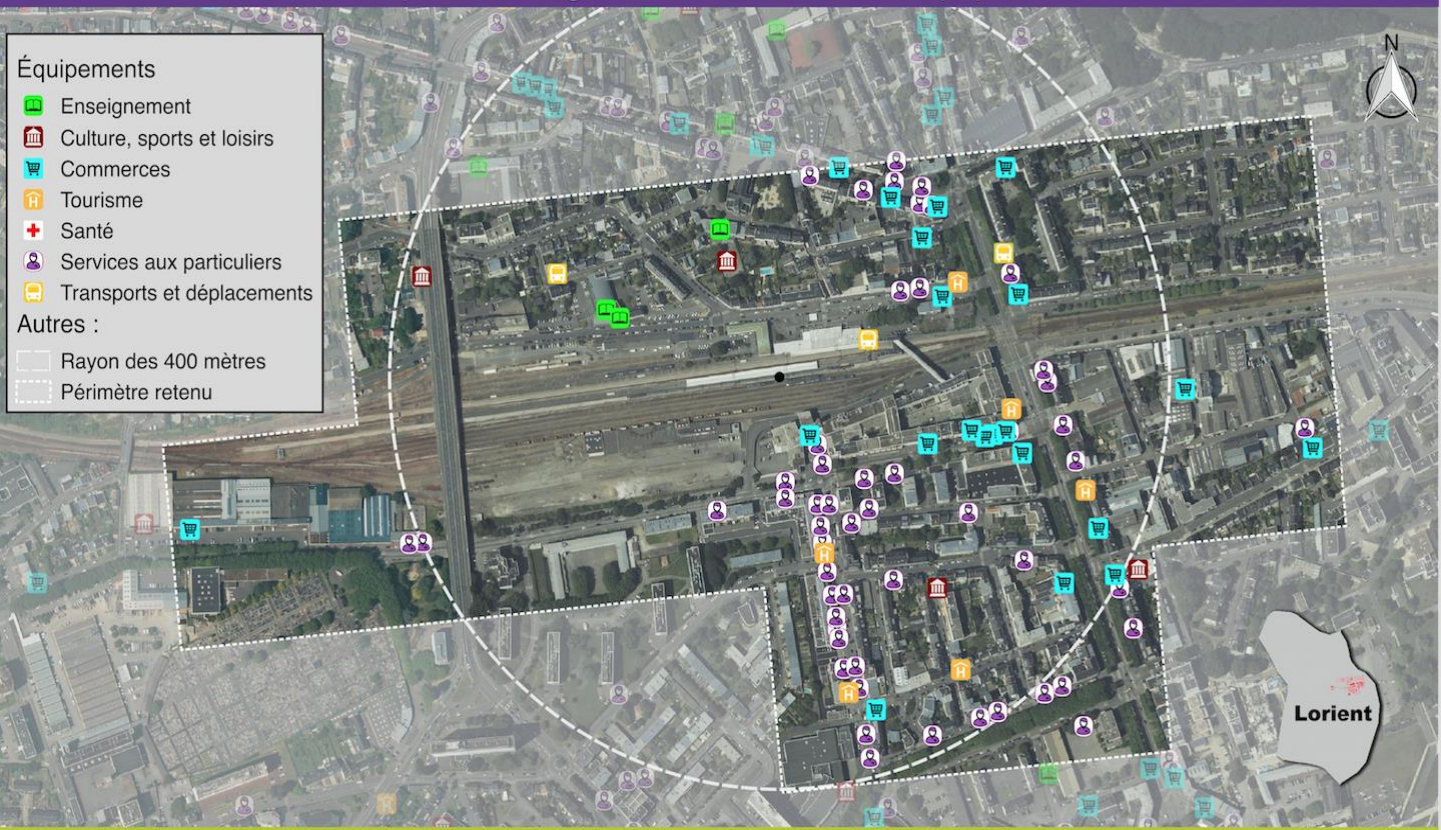 N
Équipements
Enseignement
Culture, sports et loisirs
Commerces
H Tourisme
Santé
Services aux particuliers
Transports et déplacements
Autres :
Rayon des 400 mètres
Périmètre retenu
H
H
H
H
H
H
H
Lorient